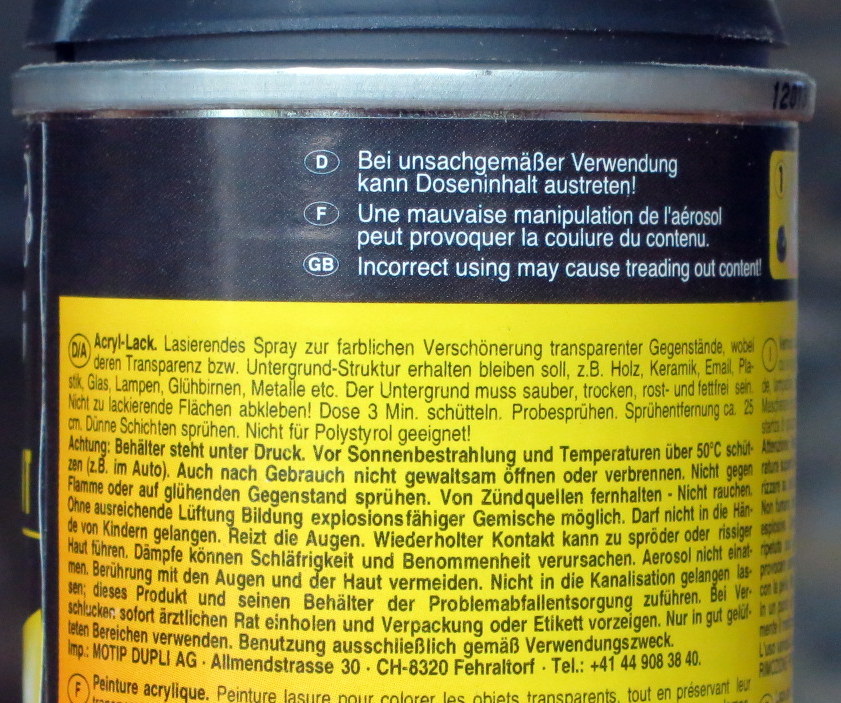 120
D Bei unsachgemäßer Verwendung
kann Doseninhalt austreten!
F Une mauvaise manipulation de l'aérosol
peut provoquer la coulure du contenu.
GB Incorrect using may cause treading out content!
1
D/A Acryl-Lack. Lasierendes Spray zur farblichen Verschönerung transparenter Gegenstände, wobei
deren Transparenz bzw. Untergrund-Struktur erhalten bleiben soll, z.B. Holz, Keramik, Email, Pla-
stik, Glas, Lampen, Glühbirnen, Metalle etc. Der Untergrund muss sauber, trocken, rost- und fettfrei sein.
Nicht zu lackierende Flächen abkleben! Dose 3 Min. schütteln. Probesprühen. Sprühentfernung ca. 25
cm. Dünne Schichten sprühen. Nicht für Polystyrol geeignet!
Achtung: Behälter steht unter Druck. Vor Sonnenbestrahlung und Temperaturen über 50°C schüt-
zen (z.B. im Auto). Auch nach Gebrauch nicht gewaltsam öffnen oder verbrennen. Nicht gegen
Flamme oder auf glühenden Gegenstand sprühen. Von Zündquellen fernhalten - Nicht rauchen.
Ohne ausreichende Lüftung Bildung explosionsfähiger Gemische möglich. Darf nicht in die Hän-
de von Kindern gelangen. Reizt die Augen. Wiederholter Kontakt kann zu spröder oder rissiger
Haut führen. Dämpfe können Schläfrigkeit und Benommenheit verursachen. Aerosol nicht einat-
men. Berührung mit den Augen und der Haut vermeiden. Nicht in die Kanalisation gelangen las-
sen; dieses Produkt und seinen Behälter der Problemabfallentsorgung zuführen. Bei Ver-
schlucken sofort ärztlichen Rat einholen und Verpackung oder Etikett vorzeigen. Nur in gut gelüf-
teten Bereichen verwenden. Benutzung ausschließlich gemäß Verwendungszweck.
Imp.: MOTIP DUPLI AG · Allmendstrasse 30 · CH-8320 Fehraltorf · Tel.: +41 44 908 38 40.
F Peinture acrylique. Peinture lasure pour colorer les objets transparents, tout en préservant leur